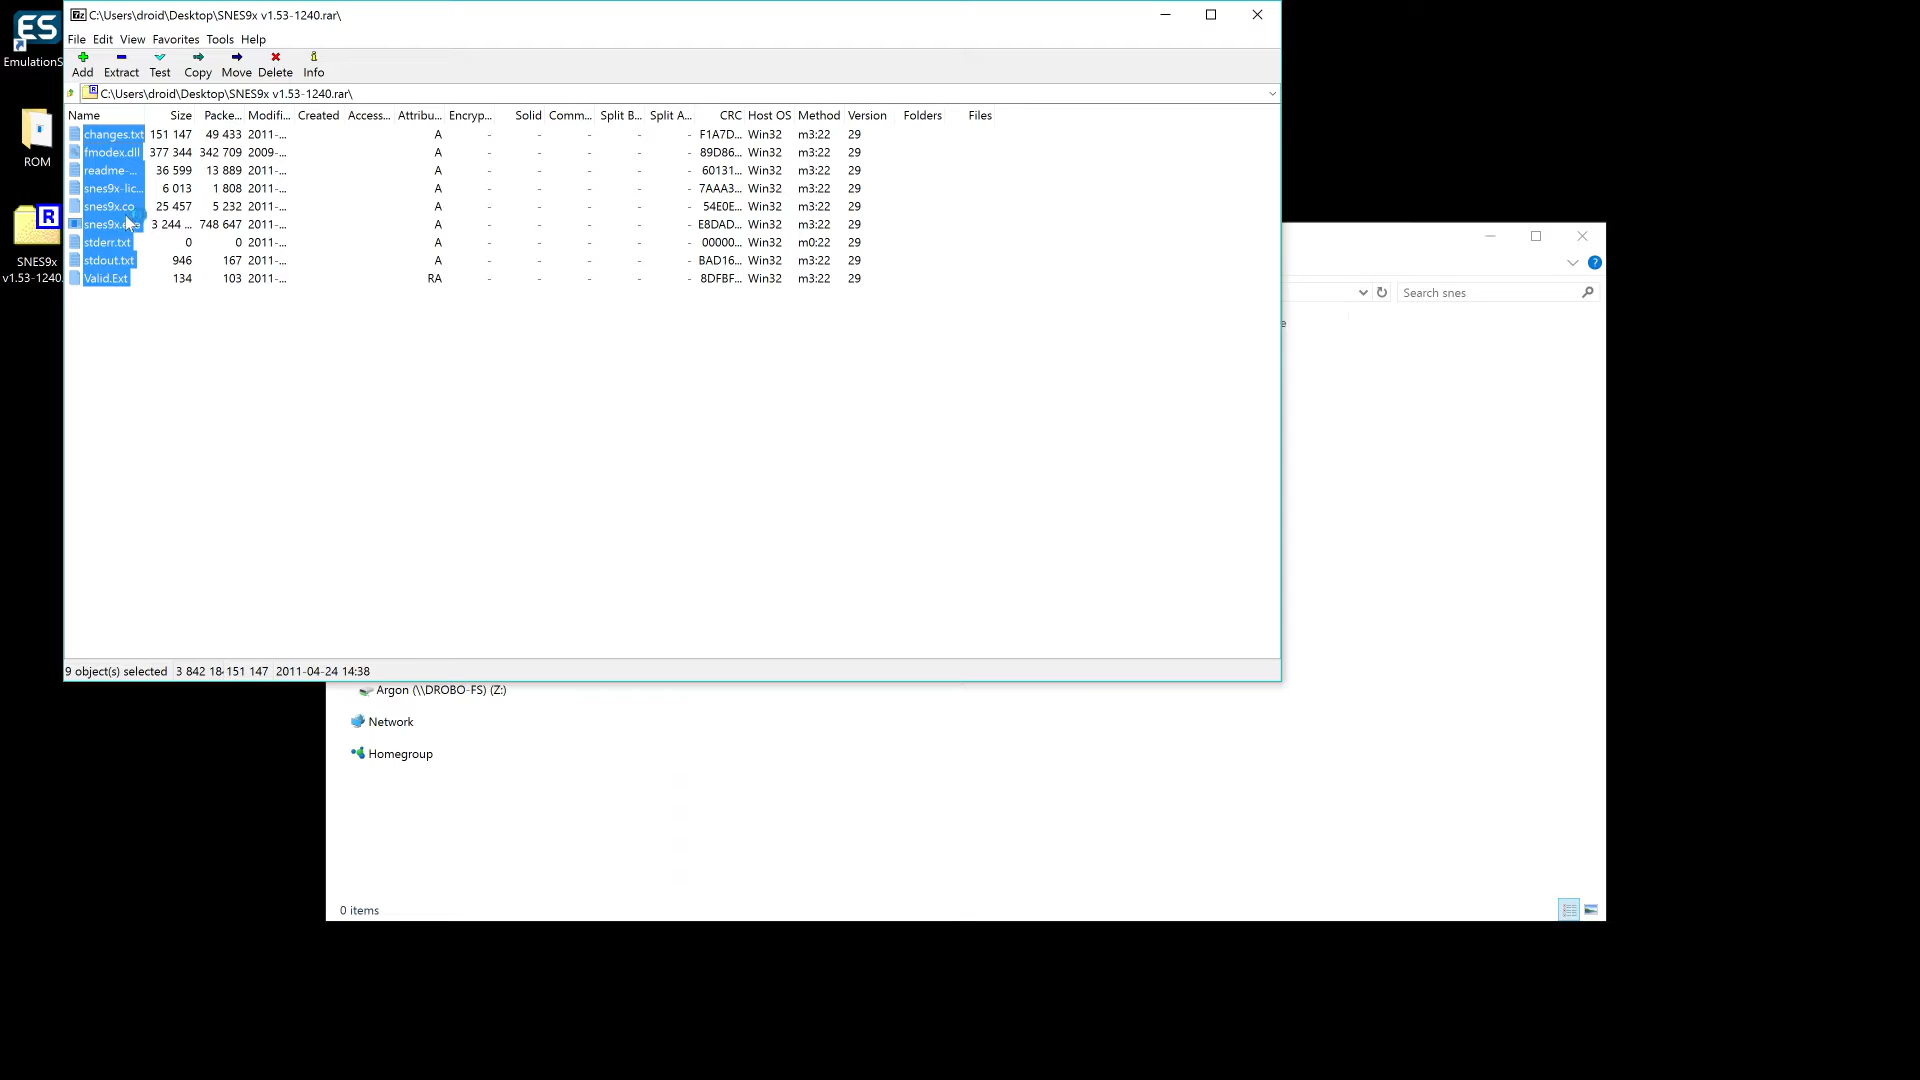 ES
EmulationS
ROM
R
SNES9x
v1.53-1240.
7z C:\Users\droid\Desktop\SNES9x v1.53-1240.rar\
File Edit View Favorites Tools Help
Add Extract Test Copy Move Delete Info
R C:\Users\droid\Desktop\SNES9x v1.53-1240.rar\
Name Size Packe... Modifi... Created Access... Attribu... Encryp... Solid Comm... Split B... Split A... CRC Host OS Method Version Folders Files
changes.txt 151 147 49 433 2011-... A - - - - - F1A7D... Win32 m3:22 29
fmodex.dll 377 344 342 709 2009-... A - - - - - 89D86... Win32 m3:22 29
readme-... 36 599 13 889 2011-... A - - - - - 60131... Win32 m3:22 29
snes9x-lic... 6 013 1 808 2011-... A - - - - - 7AAA3... Win32 m3:22 29
snes9x.co 25 457 5 232 2011-... A - - - - - 54E0E... Win32 m3:22 29
snes9x.e 3 244 ... 748 647 2011-... A - - - - - E8DAD... Win32 m3:22 29
stderr.txt 0 0 2011-... A - - - - - 00000... Win32 m0:22 29
stdout.txt 946 167 2011-... A - - - - - BAD16... Win32 m3:22 29
Valid.Ext 134 103 2011-... RA - - - - - 8DFBF... Win32 m3:22 29
9 object(s) selected 3 842 18 151 147 2011-04-24 14:38
?
Search snes
e
Argon (\\DROBO-FS) (Z:)
Network
Homegroup
0 items